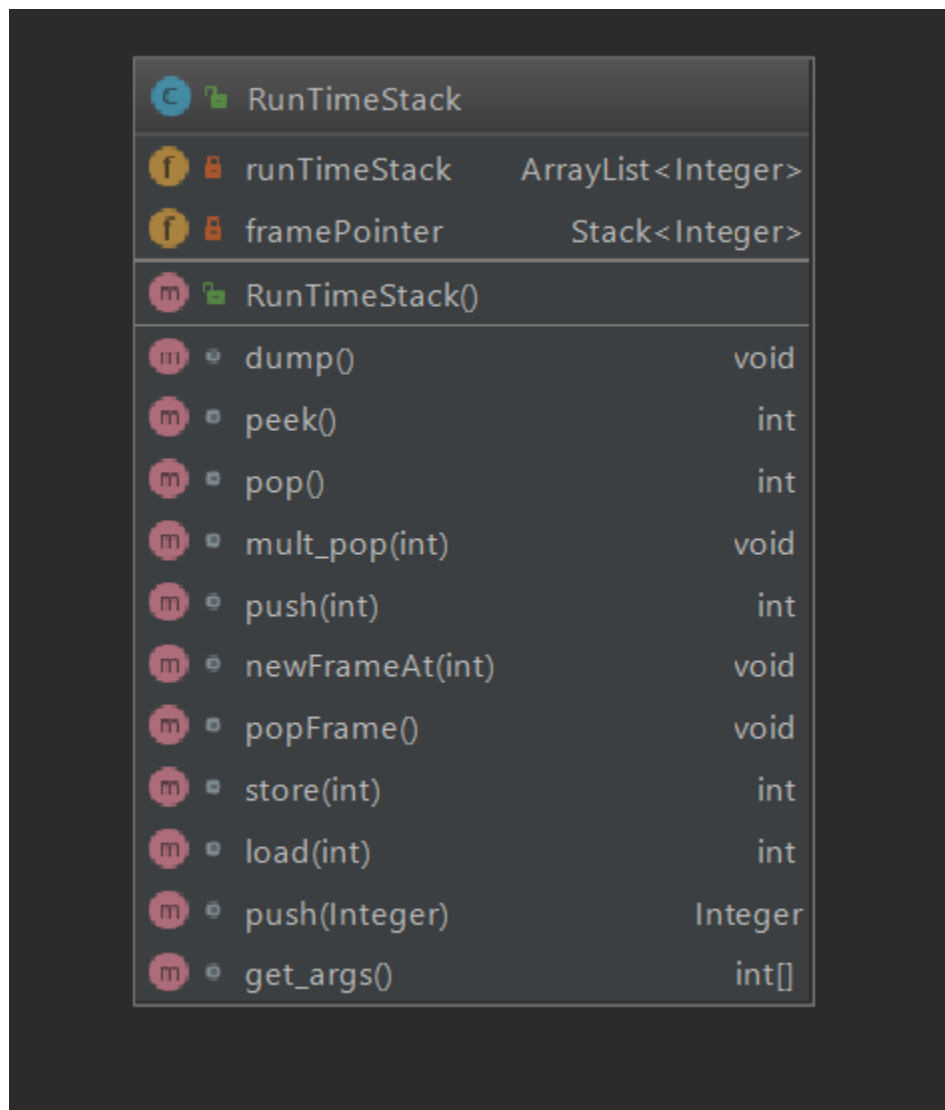 RunTimeStack
runTimeStack ArrayList<Integer>
framePointer Stack<Integer>
RunTimeStack()
dump() void
peek() int
pop() int
mult_pop(int) void
push(int) int
newFrameAt(int) void
popFrame() void
store(int) int
load(int) int
push(Integer) Integer
get_args() int[]